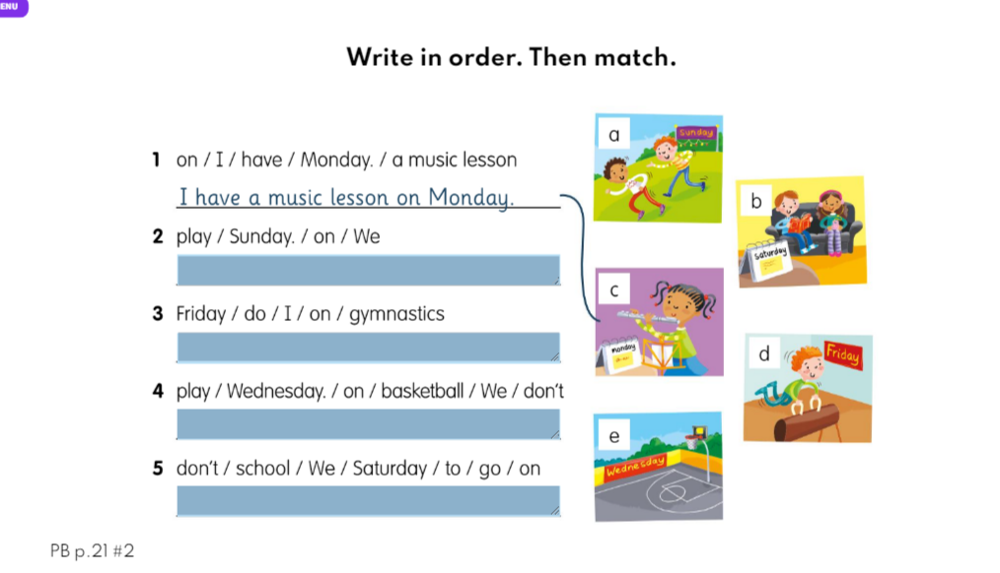 ENU
Write in order. Then match.
1 on / I / have / Monday. / a music lesson
I have a music lesson on Monday.
2 play / Sunday. / on / We
3 Friday / do / I / on / gymnastics
4 play / Wednesday. / on / basketball / We / don't
5 don't / school / We / Saturday / to / go / on
a
Sunday
b
Saturday
c
Monday
d
Friday
e
Wednesday
PB p.21 #2